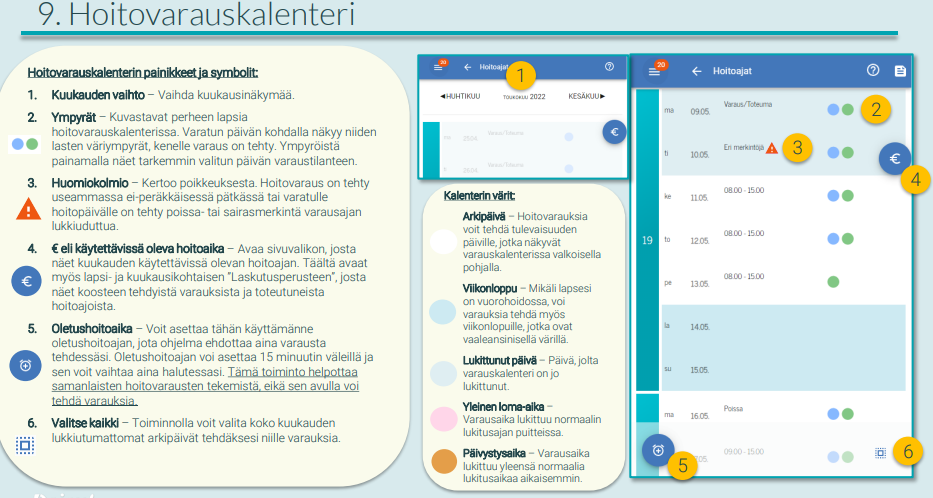 9. Hoitovarauskalenteri
Hoitovarauskalenterin painikkeet ja symbolit:
1. Kuukauden vaihto – Vaihda kuukausinäkymää.
2. Ympyrät – Kuvastavat perheen lapsia
hoitovarauskalenterissa. Varatun päivän kohdalla näkyy niiden
lasten väriympyrät, kenelle varaus on tehty. Ympyröistä
painamalla näet tarkemmin valitun päivän varaustilanteen.
3. Huomiokolmio – Kertoo poikkeuksesta. Hoitovaraus on tehty
useammassa ei-peräkkäisessä pätkässä tai varatulle
hoitopäivälle on tehty poissa- tai sairasmerkintä varausajan
lukkiuduttua.
4. € eli käytettävissä oleva hoitoaika – Avaa sivuvalikon, josta
näet kuukauden käytettävissä olevan hoitoajan. Täältä avaat
myös lapsi- ja kuukausikohtaisen "Laskutusperusteen", josta
näet koosteen tehdyistä varauksista ja toteutuneista
hoitoajoista.
€
5. Oletushoitoaika – Voit asettaa tähän käyttämänne
oletushoitoajan, jota ohjelma ehdottaa aina varausta
tehdessäsi. Oletushoitoajan voi asettaa 15 minuutin väleillä ja
sen voit vaihtaa aina halutessasi. Tämä toiminto helpottaa
samanlaisten hoitovarausten tekemistä, eikä sen avulla voi
tehdä varauksia.
6. Valitse kaikki – Toiminnolla voit valita koko kuukauden
lukkiutumattomat arkipäivät tehdäksesi niille varauksia.
20
Hoitoajat
1
◀HUHTIKUU TOUKOKUU 2022 KESÄKUU▶
Varaus/Toteuma
€
Kalenterin värit:
Arkipäivä – Hoitovarauksia
voit tehdä tulevaisuuden
päiville, jotka näkyvät
varauskalenterissa valkoisella
pohjalla.
Viikonloppu – Mikäli lapsesi
on vuorohoidossa, voi
varauksia tehdä myös
viikonlopuille, jotka ovat
vaaleansinisellä värillä.
Lukittunut päivä – Päivä, jolta
varauskalenteri on jo
lukittunut.
Yleinen loma-aika –
Varausaika lukittuu normaalin
lukitusajan puitteissa.
Päivystysaika – Varausaika
lukittuu yleensä normaalia
lukitusaikaa aikaisemmin.
20
Hoitoajat
ma 09.05. Varaus/Toteuma 2
ti 10.05. Eri merkintöjä 3
€
4
ke 11.05. 08:00 - 15:00
19
to 12.05. 08:00 - 15:00
pe 13.05. 08:00 - 15:00
la 14.05.
su 15.05.
ma 16.05. Poissa
09:00 - 15:00 6
5